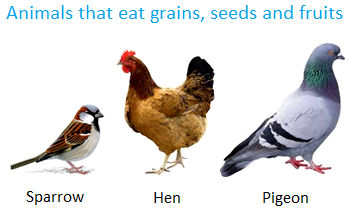 Animals that eat grains, seeds and fruits
Sparrow Hen Pigeon